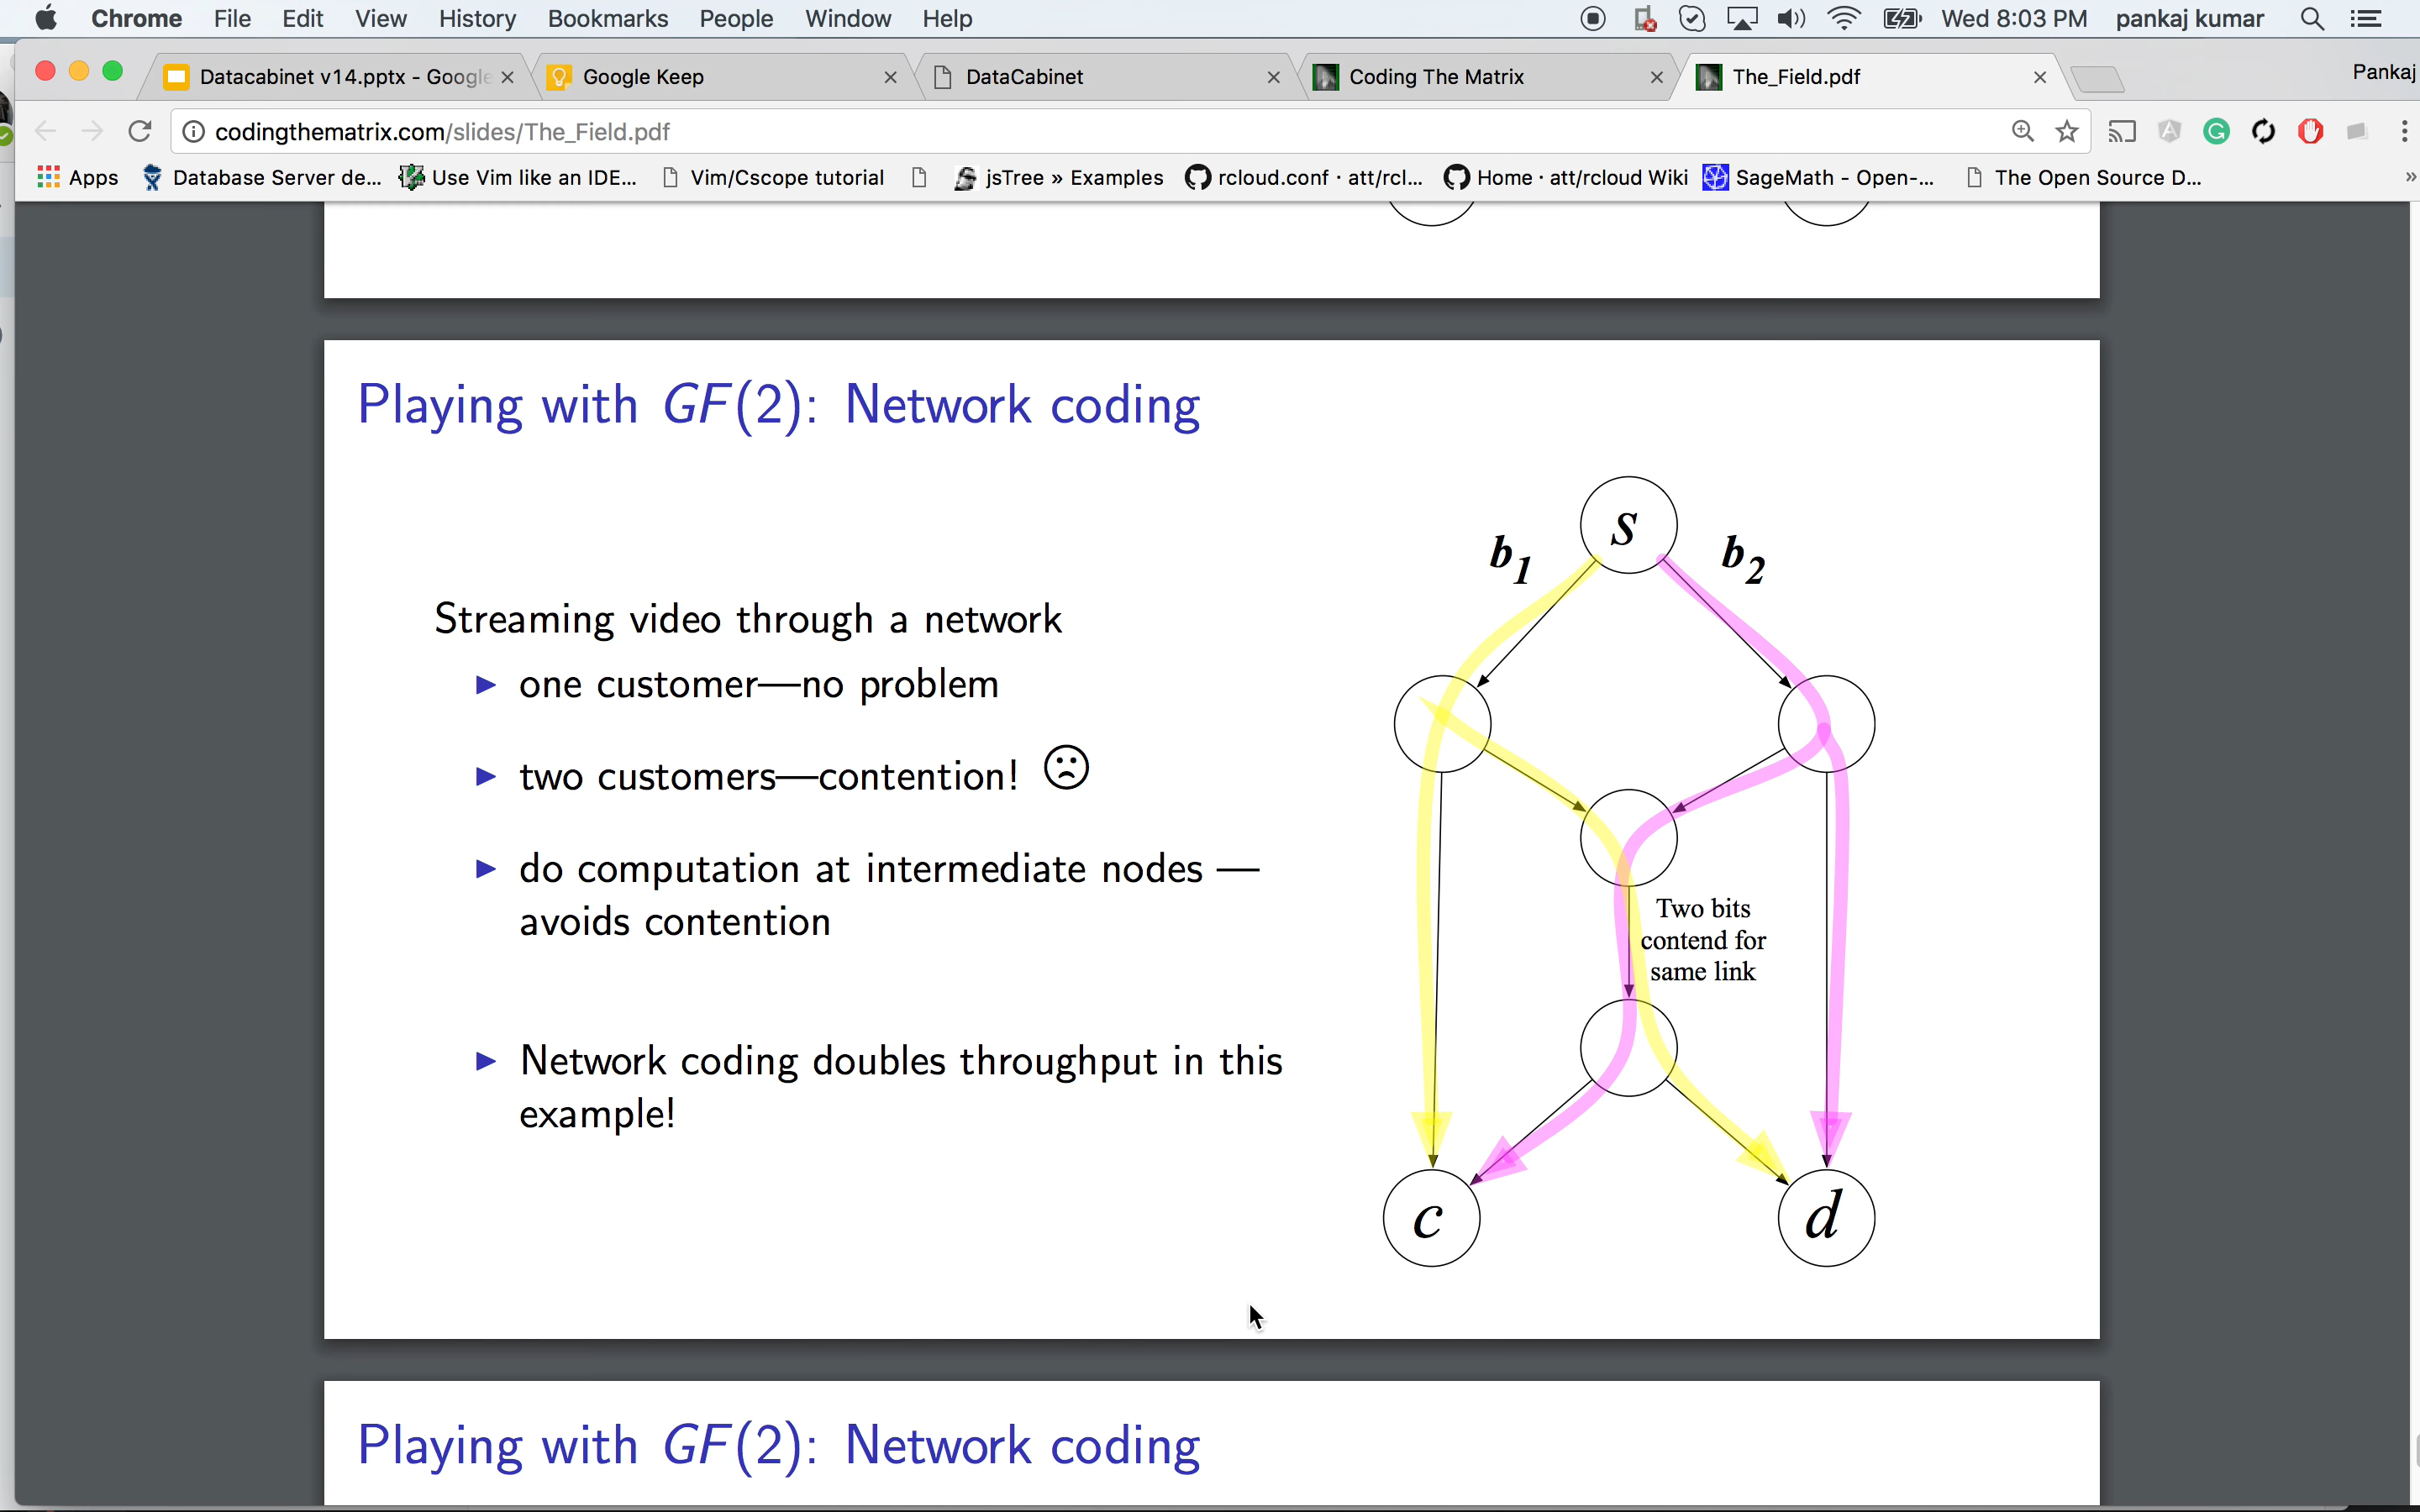 Chrome File Edit View History Bookmarks People Window Help Wed 8:03 PM pankaj kumar
Datacabinet v14.pptx - Google Google Keep DataCabinet Coding The Matrix The_Field.pdf Pankaj
codingthematrix.com/slides/The_Field.pdf
Apps Database Server de... Use Vim like an IDE... Vim/Cscope tutorial jsTree » Examples rcloud.conf · att/rcl... Home · att/rcloud Wiki SageMath - Open-... The Open Source D... »
Playing with GF(2): Network coding
s
b1 b2
Streaming video through a network
► one customer—no problem
► two customers—contention! ☹
► do computation at intermediate nodes —
avoids contention
► Network coding doubles throughput in this
example!
Two bits
contend for
same link
c d
Playing with GF(2): Network coding